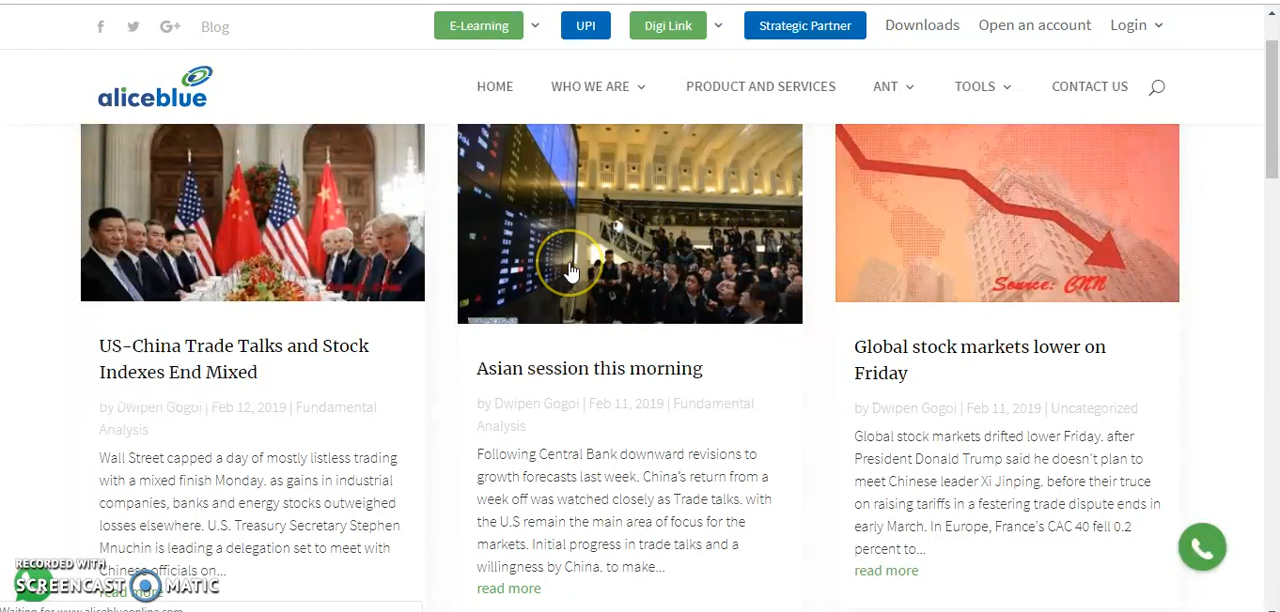 Blog
E-Learning
UPI
Digi Link
Strategic Partner
Downloads
Open an account
Login
aliceblue
HOME
WHO WE ARE
PRODUCT AND SERVICES
ANT
TOOLS
CONTACT US
US-China Trade Talks and Stock
Indexes End Mixed
by Dwipen Gogoi | Feb 12, 2019 | Fundamental
Analysis
Wall Street capped a day of mostly listless trading
with a mixed finish Monday. as gains in industrial
companies, banks and energy stocks outweighed
losses elsewhere. U.S. Treasury Secretary Stephen
Mnuchin is leading a delegation set to meet with
Chinese officials on...
read more
Asian session this morning
by Dwipen Gogoi | Feb 11, 2019 | Fundamental
Analysis
Following Central Bank downward revisions to
growth forecasts last week. China's return from a
week off was watched closely as Trade talks. with
the U.S remain the main area of focus for the
markets. Initial progress in trade talks and a
willingness by China. to make...
read more
Source: CNN
Global stock markets lower on
Friday
by Dwipen Gogoi | Feb 11, 2019 | Uncategorized
Global stock markets drifted lower Friday. after
President Donald Trump said he doesn't plan to
meet Chinese leader Xi Jinping. before their truce
on raising tariffs in a festering trade dispute ends in
early March. In Europe, France's CAC 40 fell 0.2
percent to...
read more
RECORDED WITH
SCREENCAST MATIC
Waiting for www.aliceblueonline.com